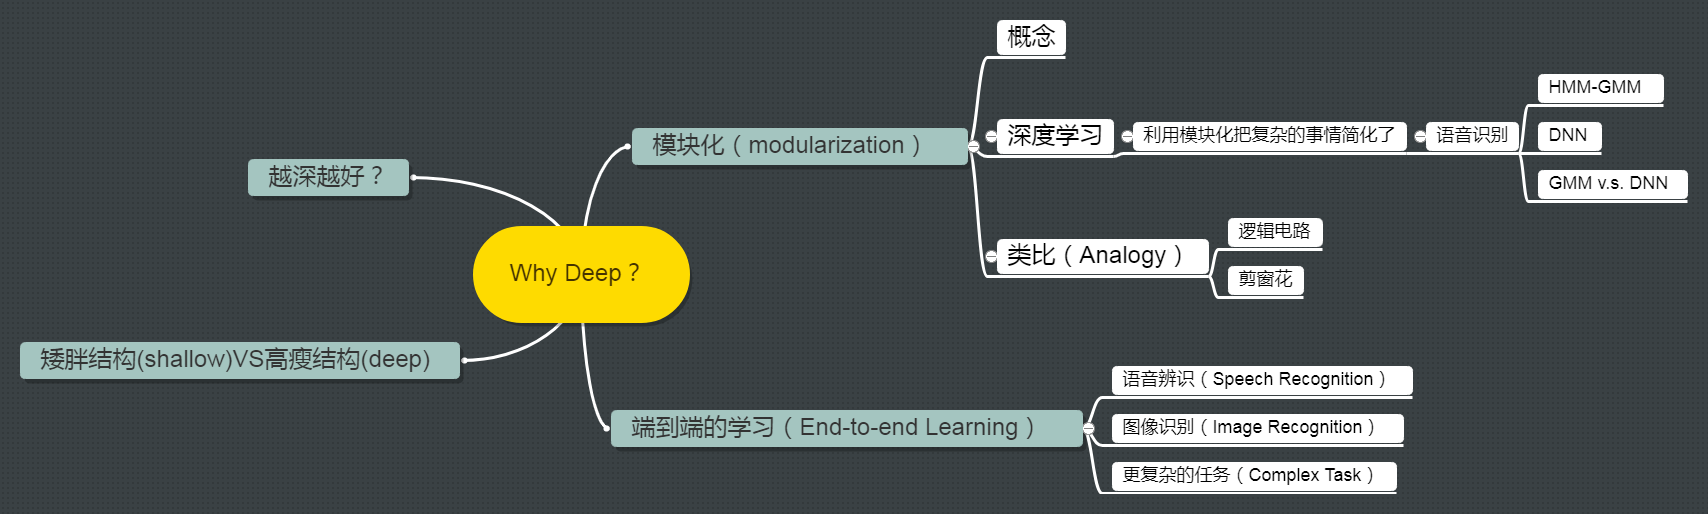 Why Deep？
越深越好？
矮胖结构(shallow)VS高瘦结构(deep)
模块化（modularization）
概念
深度学习
利用模块化把复杂的事情简化了
语音识别
HMM-GMM
DNN
GMM v.s. DNN
类比（Analogy）
逻辑电路
剪窗花
端到端的学习（End-to-end Learning）
语音辨识（Speech Recognition）
图像识别（Image Recognition）
更复杂的任务（Complex Task）